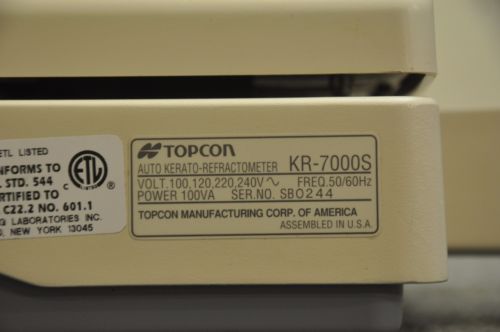 ETL LISTED
NFORMS TO
STD. 544
RTIFIED TO
C22.2 NO. 601.1
G LABORATORIES INC.
D, NEW YORK 13045
C ETL
TOPCON
AUTO KERATO-REFRACTOMETER KR-7000S
VOLT. 100,120,220,240V~ FREQ. 50/60Hz
POWER 100VA SER.NO. SB0244
TOPCON MANUFACTURING CORP. OF AMERICA
ASSEMBLED IN U.S.A.